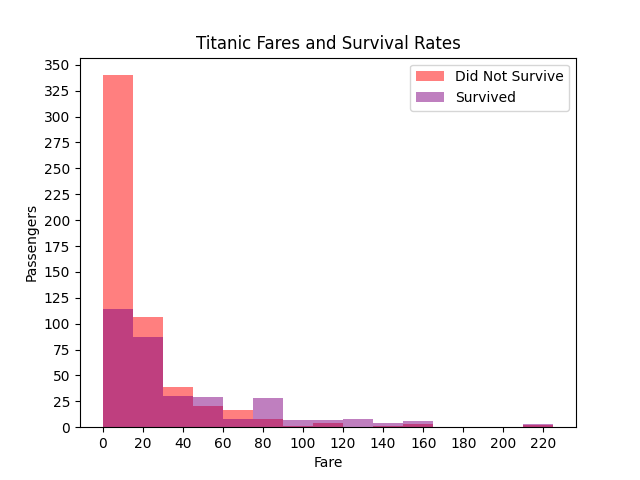 Titanic Fares and Survival Rates
Did Not Survive
Survived
350
325
300
275
250
225
200
175
150
125
100
75
50
25
0
Passengers
0 20 40 60 80 100 120 140 160 180 200 220
Fare